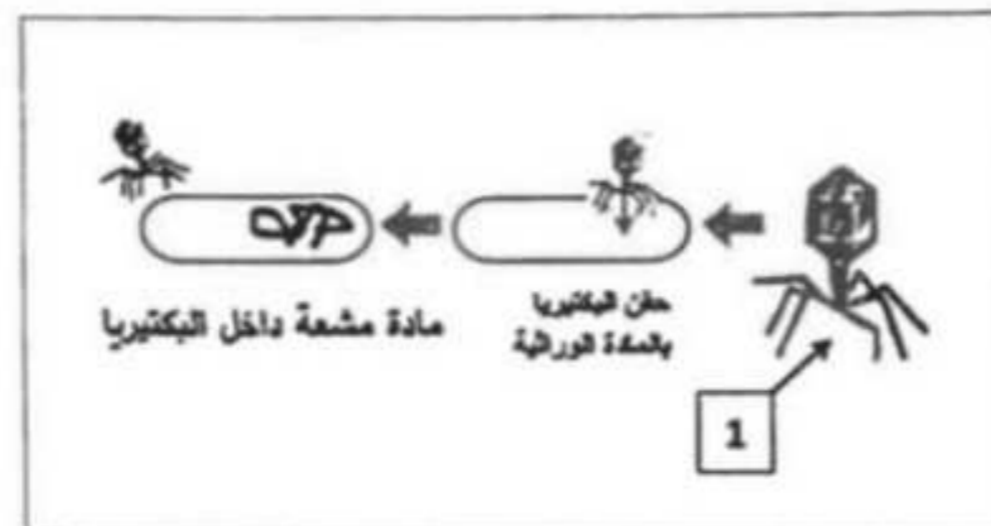 حقن البكتيريا
بالمادة الوراثية
مادة مشعة داخل البكتيريا
1